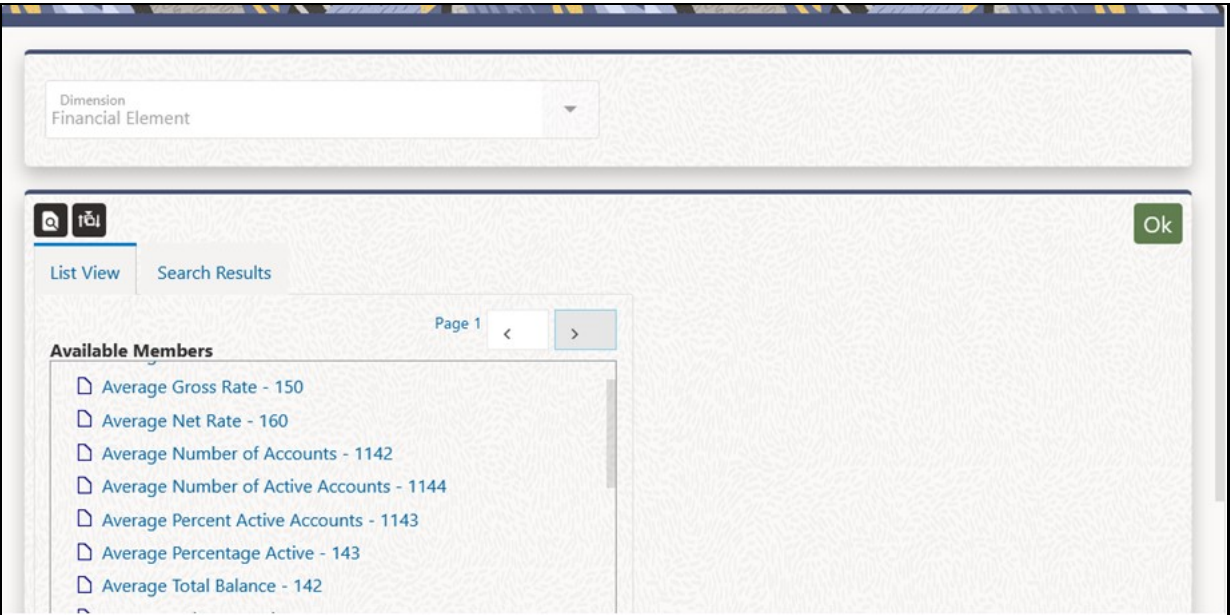 Dimension
Financial Element
Ok
List View
Search Results
Page 1
Available Members
Average Gross Rate - 150
Average Net Rate - 160
Average Number of Accounts - 1142
Average Number of Active Accounts - 1144
Average Percent Active Accounts - 1143
Average Percentage Active - 143
Average Total Balance - 142